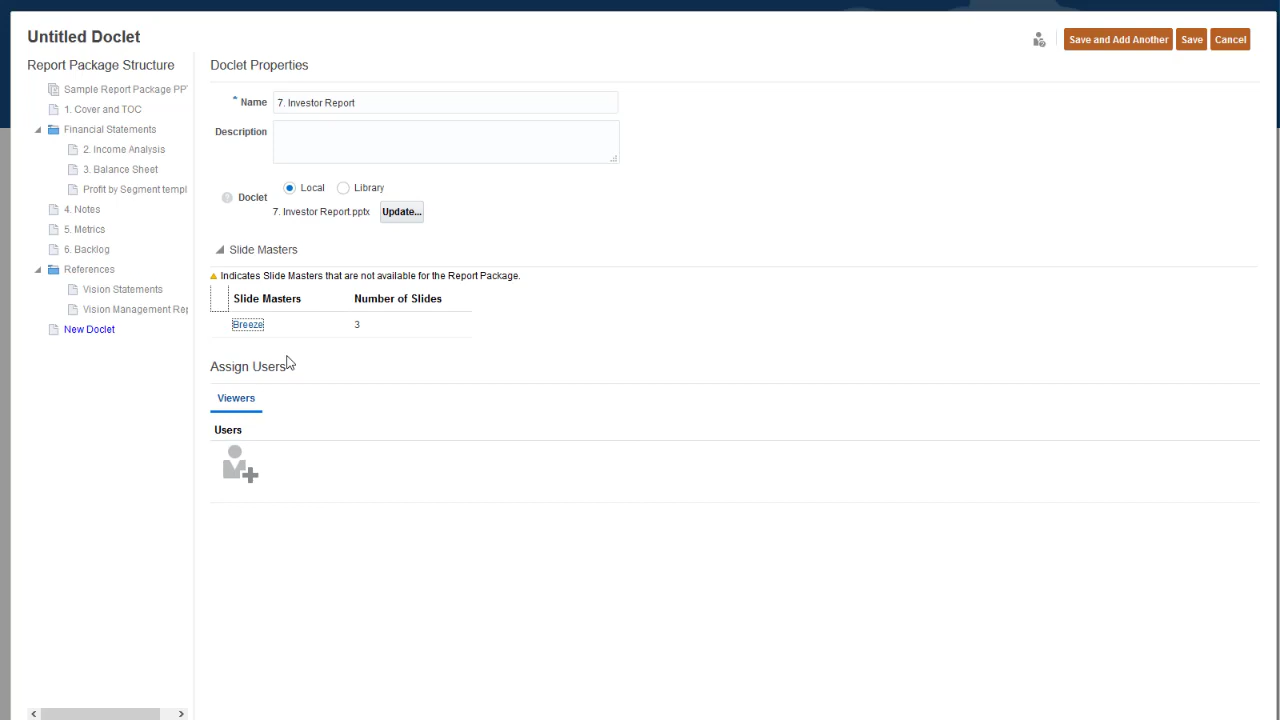 Untitled Doclet
Save and Add Another
Save
Cancel
Report Package Structure
Sample Report Package PP
1. Cover and TOC
Financial Statements
2. Income Analysis
3. Balance Sheet
Profit by Segment templ
4. Notes
5. Metrics
6. Backlog
References
Vision Statements
Vision Management Rep
New Doclet
Doclet Properties
* Name 7. Investor Report
Description
Doclet Local Library
7. Investor Report.pptx Update...
Slide Masters
Indicates Slide Masters that are not available for the Report Package.
Slide Masters Number of Slides
Breeze 3
Assign Users
Viewers
Users